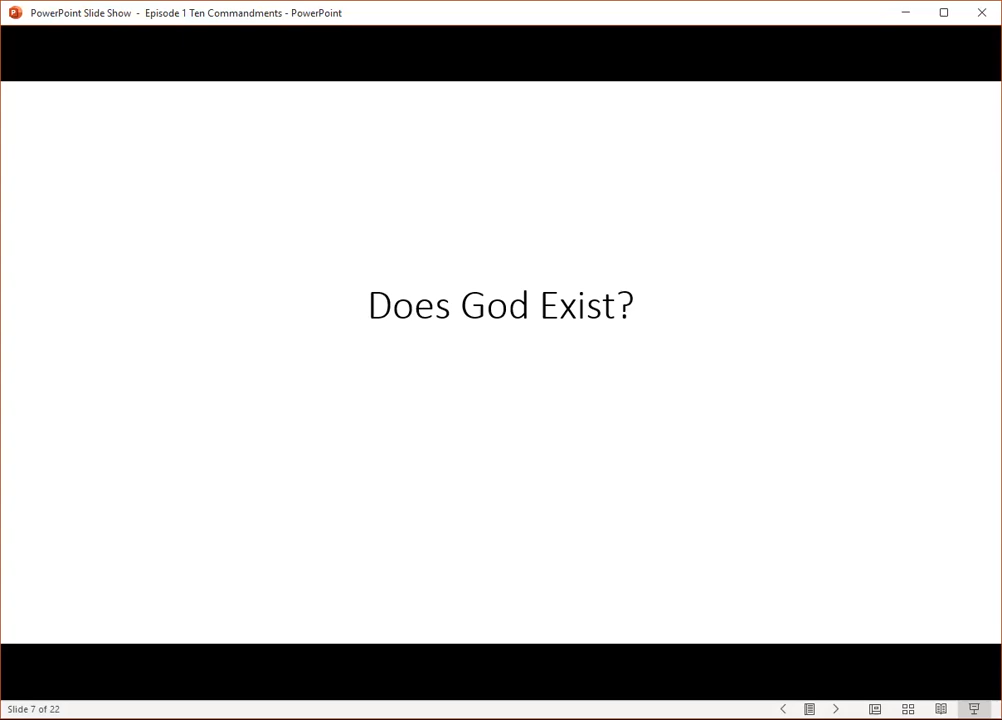 PowerPoint Slide Show - Episode 1 Ten Commandments - PowerPoint
Does God Exist?
Slide 7 of 22